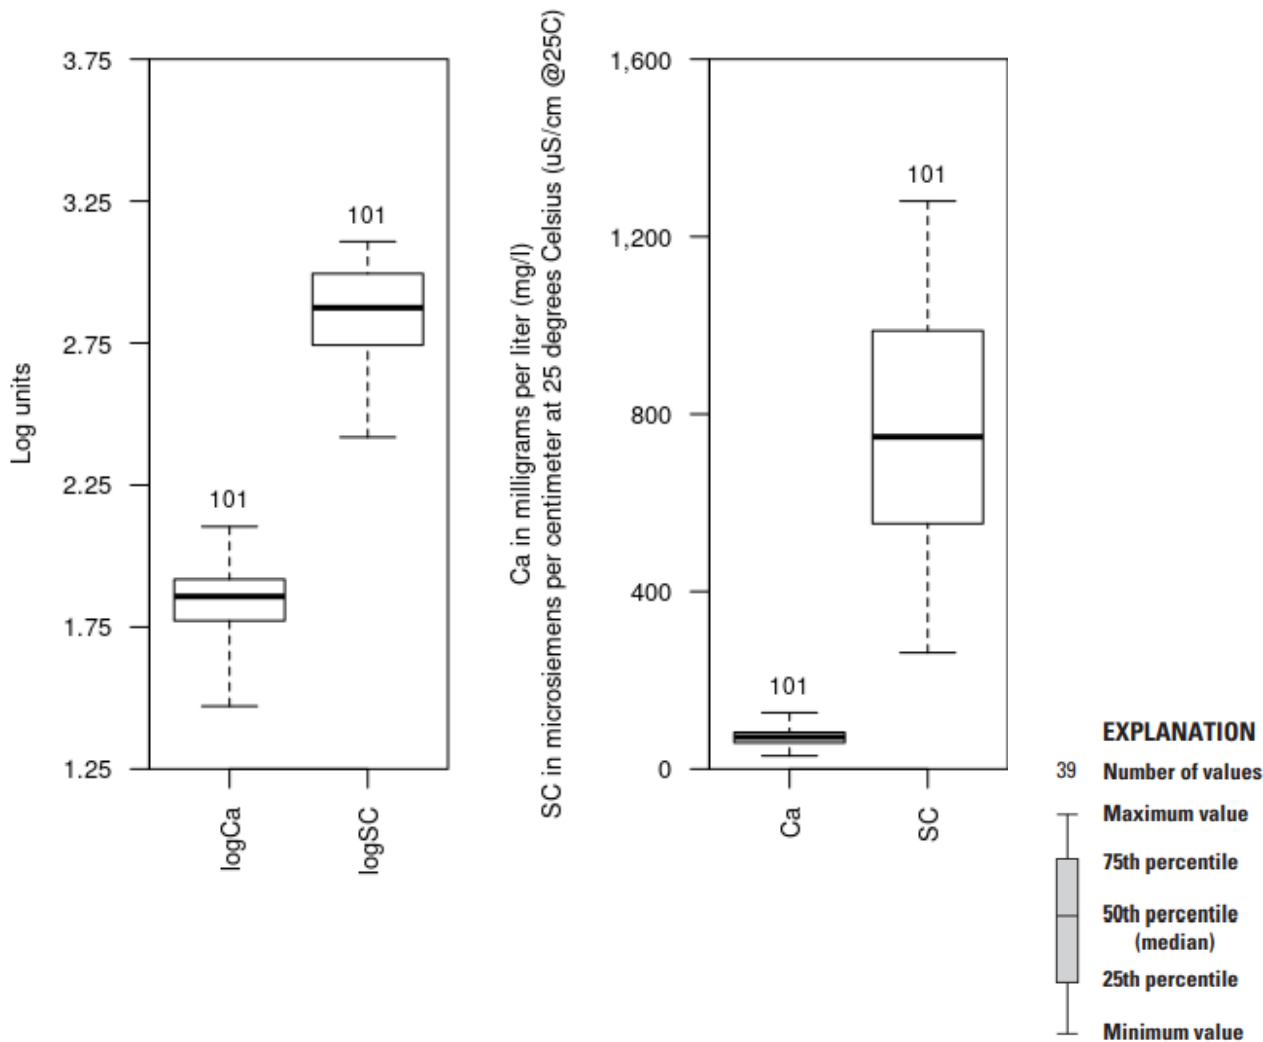 3.75
3.25
2.75
2.25
1.75
1.25
Log units
101
101
logCa
logSC
Ca in milligrams per liter (mg/l)
SC in microsiemens per centimeter at 25 degrees Celsius (uS/cm @25C)
1,600
1,200
800
400
0
101
101
Ca
SC
EXPLANATION
39 Number of values
Maximum value
75th percentile
50th percentile
(median)
25th percentile
Minimum value